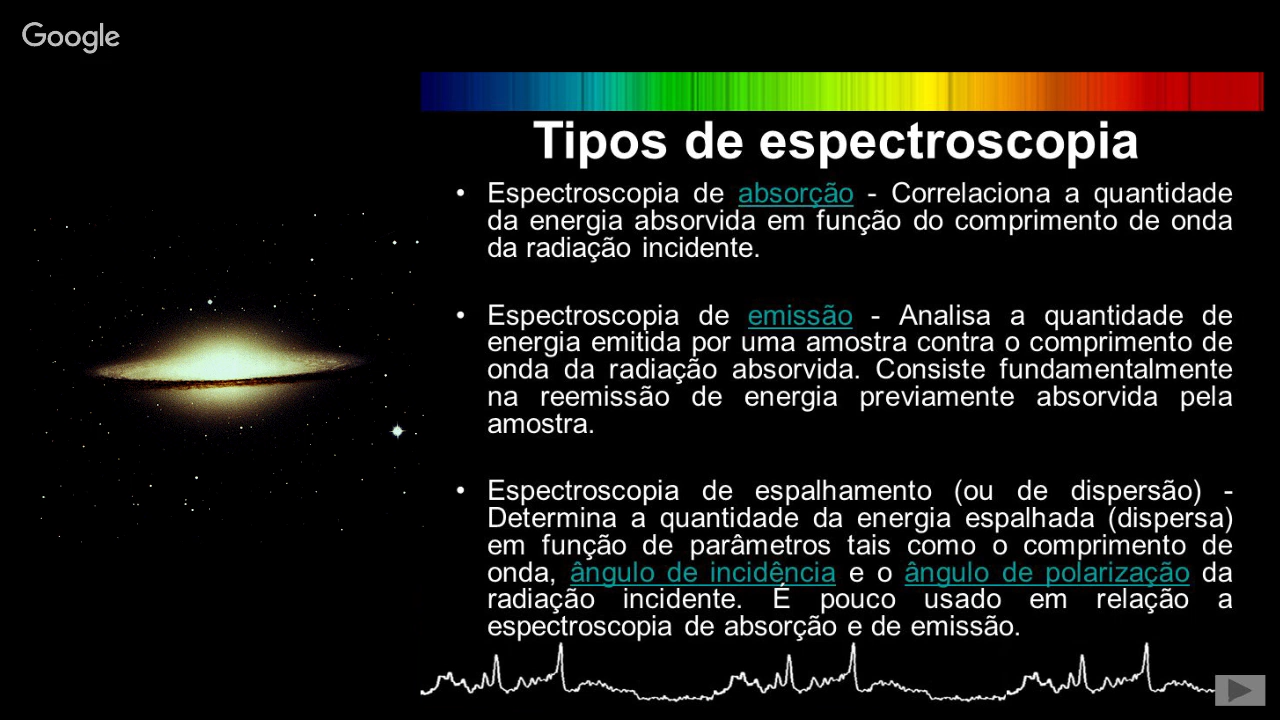 Google
Tipos de espectroscopia
• Espectroscopia de absorção - Correlaciona a quantidade
da energia absorvida em função do comprimento de onda
da radiação incidente.
• Espectroscopia de emissão - Analisa a quantidade de
energia emitida por uma amostra contra o comprimento de
onda da radiação absorvida. Consiste fundamentalmente
na reemissão de energia previamente absorvida pela
amostra.
• Espectroscopia de espalhamento (ou de dispersão) -
Determina a quantidade da energia espalhada (dispersa)
em função de parâmetros tais como o comprimento de
onda, ângulo de incidência e o ângulo de polarização da
radiação incidente. É pouco usado em relação a
espectroscopia de absorção e de emissão.